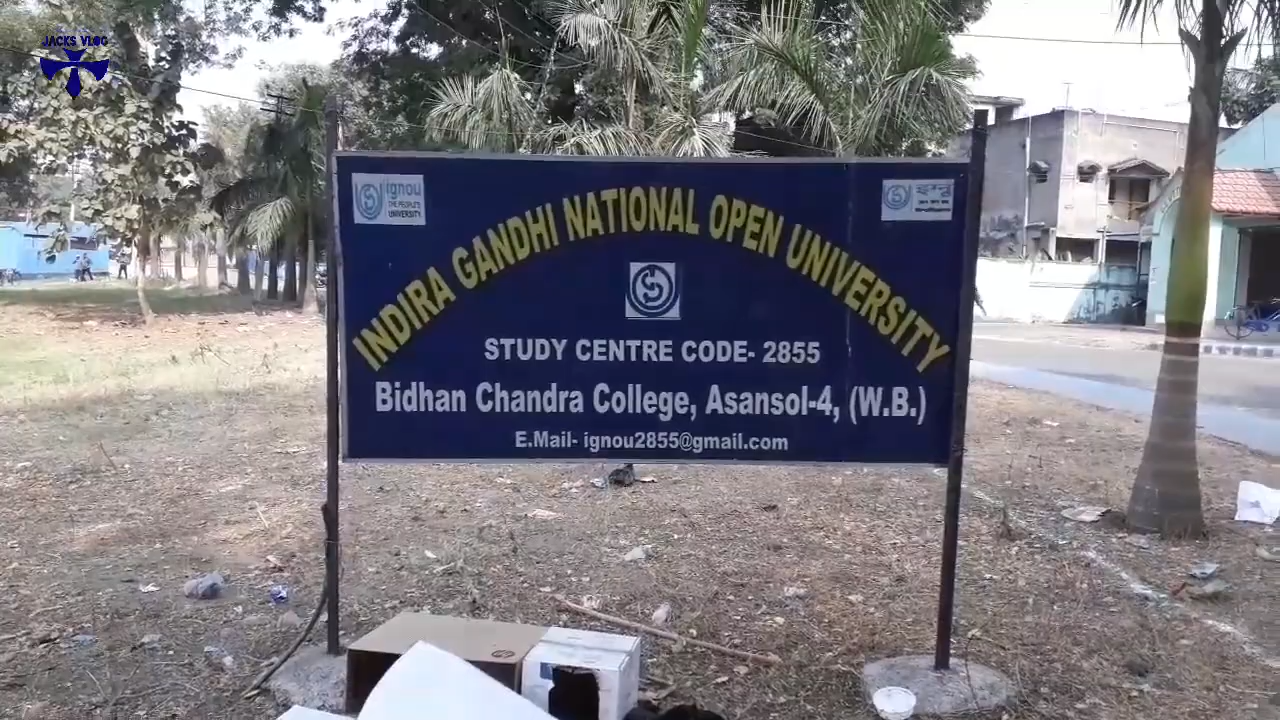 JACKS VLOG
ignou
THE PEOPLE'S
UNIVERSITY
INDIRA GANDHI NATIONAL OPEN UNIVERSITY
STUDY CENTRE CODE- 2855
Bidhan Chandra College, Asansol-4, (W.B.)
E.Mail- ignou2855@gmail.com